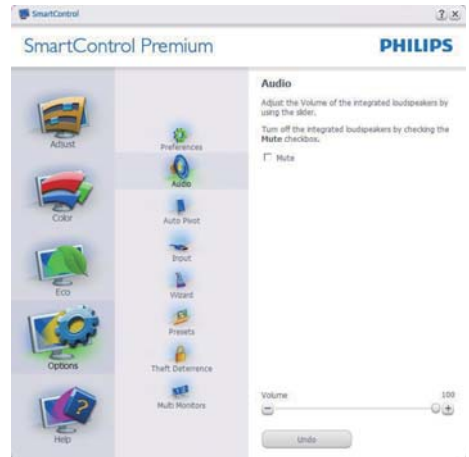 SmartControl
SmartControl Premium
PHILIPS
Adjust
Color
Eco
Options
Help
Preferences
Audio
Auto Pivot
Input
Wizard
Presets
Theft Deterrence
Multi Monitors
Audio
Adjust the Volume of the integrated loudspeakers by
using the slider.
Turn off the integrated loudspeakers by checking the
Mute checkbox.
Mute
Volume 100
Undo